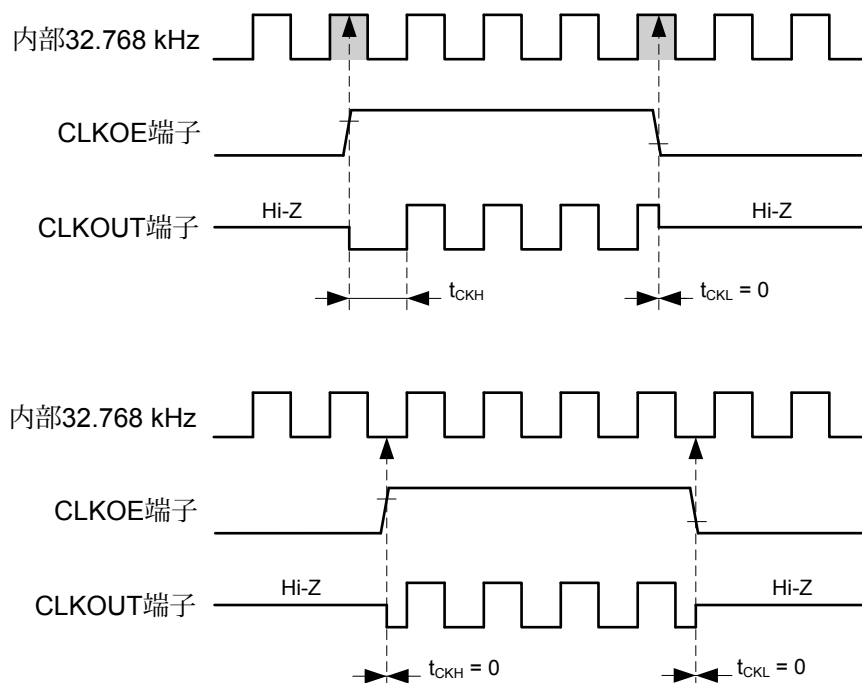 内部32.768 kHz
CLKOE端子
Hi-Z
Hi-Z
CLKOUT端子
tCKH
tCKL = 0
内部32.768 kHz
CLKOE端子
Hi-Z
Hi-Z
CLKOUT端子
tCKH = 0
tCKL = 0